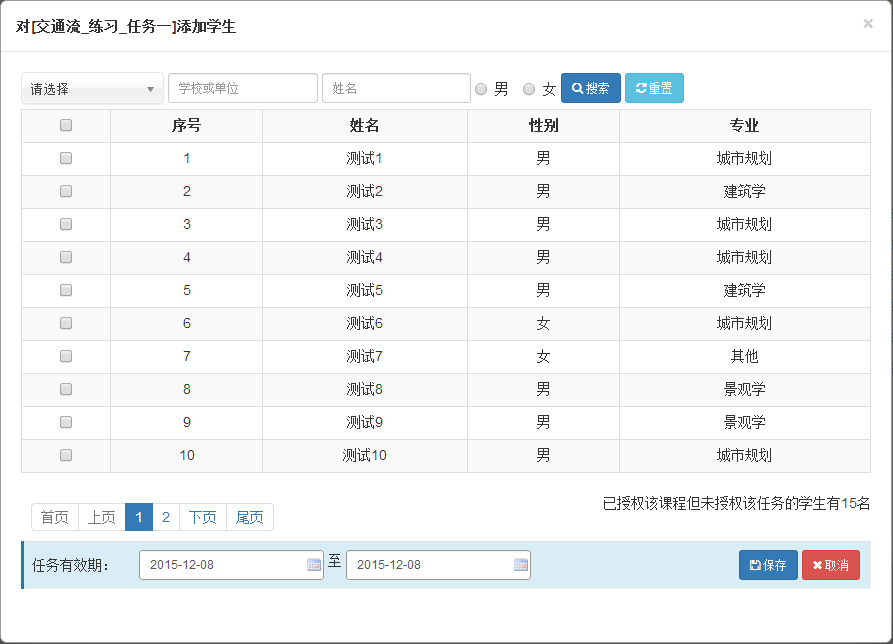 对[交通流_练习_任务一]添加学生 ×
请选择 学校或单位 姓名 男 女 搜索 重置
序号 姓名 性别 专业
1 测试1 男 城市规划
2 测试2 男 建筑学
3 测试3 男 城市规划
4 测试4 男 城市规划
5 测试5 男 建筑学
6 测试6 女 城市规划
7 测试7 女 其他
8 测试8 男 景观学
9 测试9 男 景观学
10 测试10 男 城市规划
已授权该课程但未授权该任务的学生有15名
首页 上页 1 2 下页 尾页
任务有效期： 2015-12-08 至 2015-12-08 保存 取消